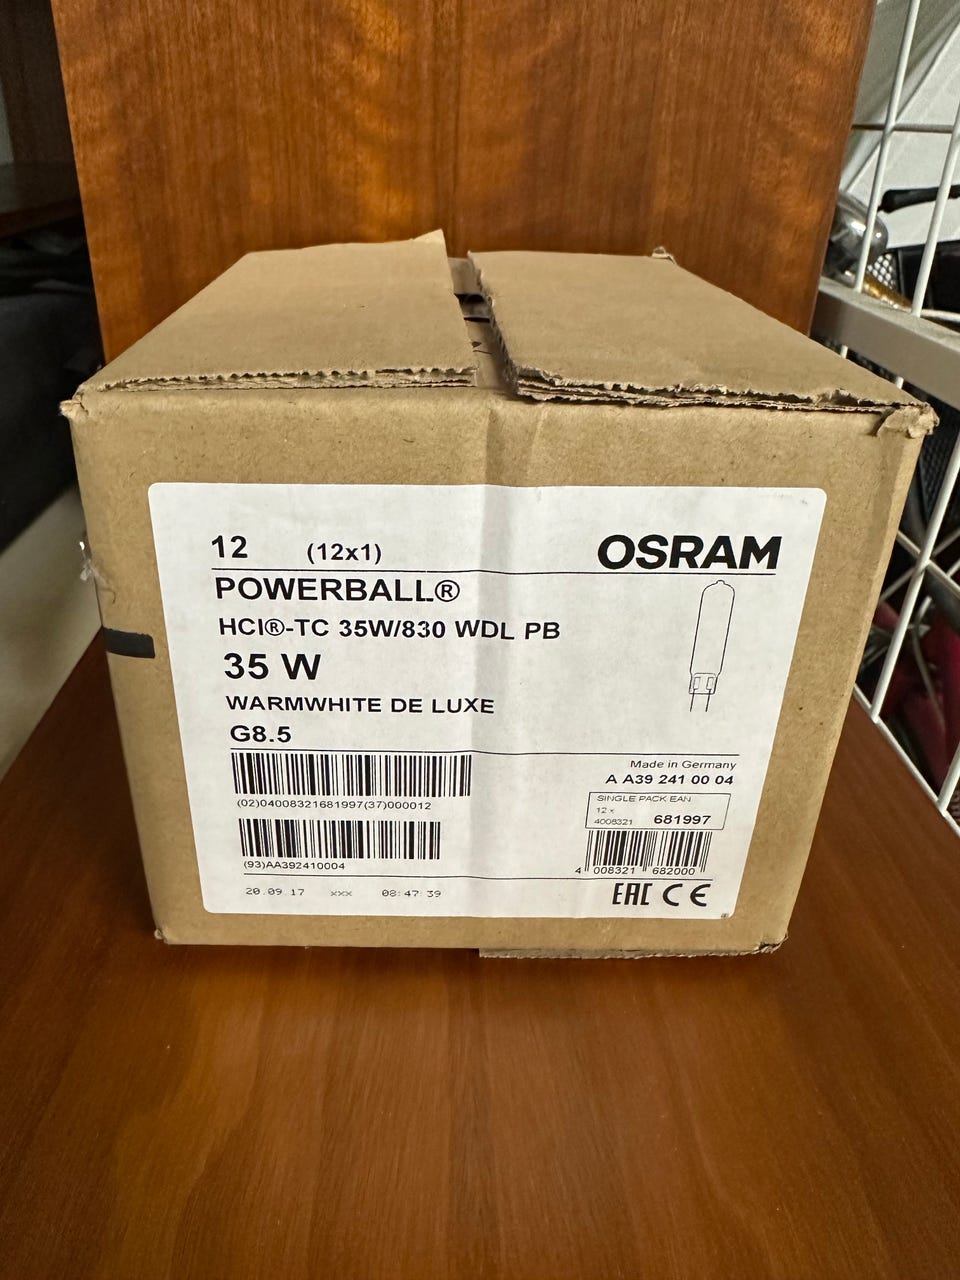 12 (12x1) OSRAM
POWERBALL®
HCI®-TC 35W/830 WDL PB
35 W
WARMWHITE DE LUXE
G8.5
Made in Germany
A A39 241 00 04
SINGLE PACK EAN
12 x
4008321 681997
(02)04008321681997(37)000012
(93)AA392410004
4 008321 682000
20.09.17 xxx 08:47:39
EAC CE